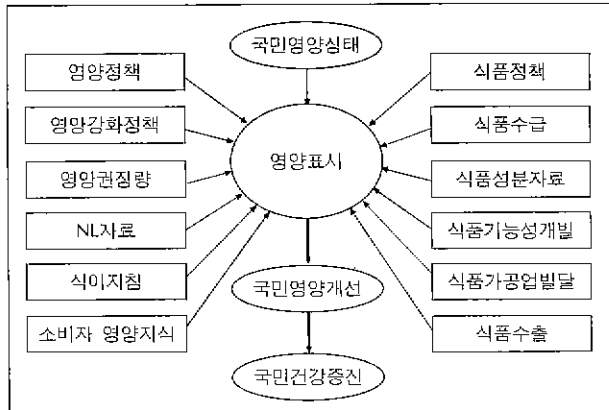 국민영양실태
영양정책
식품정책
영양강화정책
식품수급
영양표시
영양권장량
식품성분자료
NL자료
식품기능성개발
식이지침
국민영양개선
식품가공업발달
소비자 영양지식
식품수출
국민건강증진